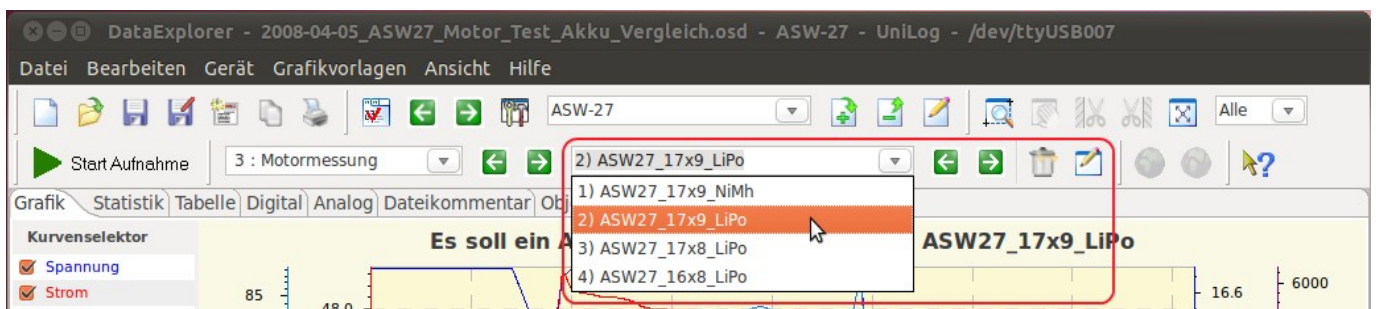 DataExplorer - 2008-04-05_ASW27_Motor_Test_Akku_Vergleich.osd - ASW-27 - UniLog - /dev/ttyUSB007
Datei Bearbeiten Gerät Grafikvorlagen Ansicht Hilfe
ASW-27 Alle
Start Aufnahme 3 : Motormessung 2) ASW27_17x9_LiPo
Grafik Statistik Tabelle Digital Analog Dateikommentar
1) ASW27_17x9_NiMh
2) ASW27_17x9_LiPo
3) ASW27_17x8_LiPo
4) ASW27_16x8_LiPo
Kurvenselektor
Es soll ein ASW27_17x9_LiPo
Spannung
Strom
85 16.6 6000